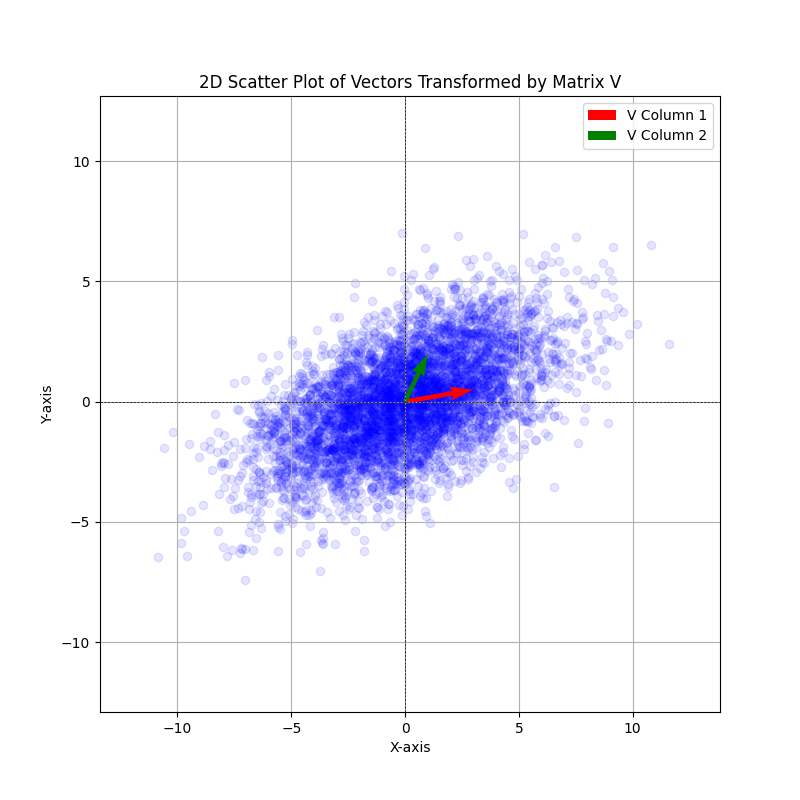 2D Scatter Plot of Vectors Transformed by Matrix V
V Column 1
V Column 2
10
5
0
−5
−10
Y-axis
−10 −5 0 5 10
X-axis